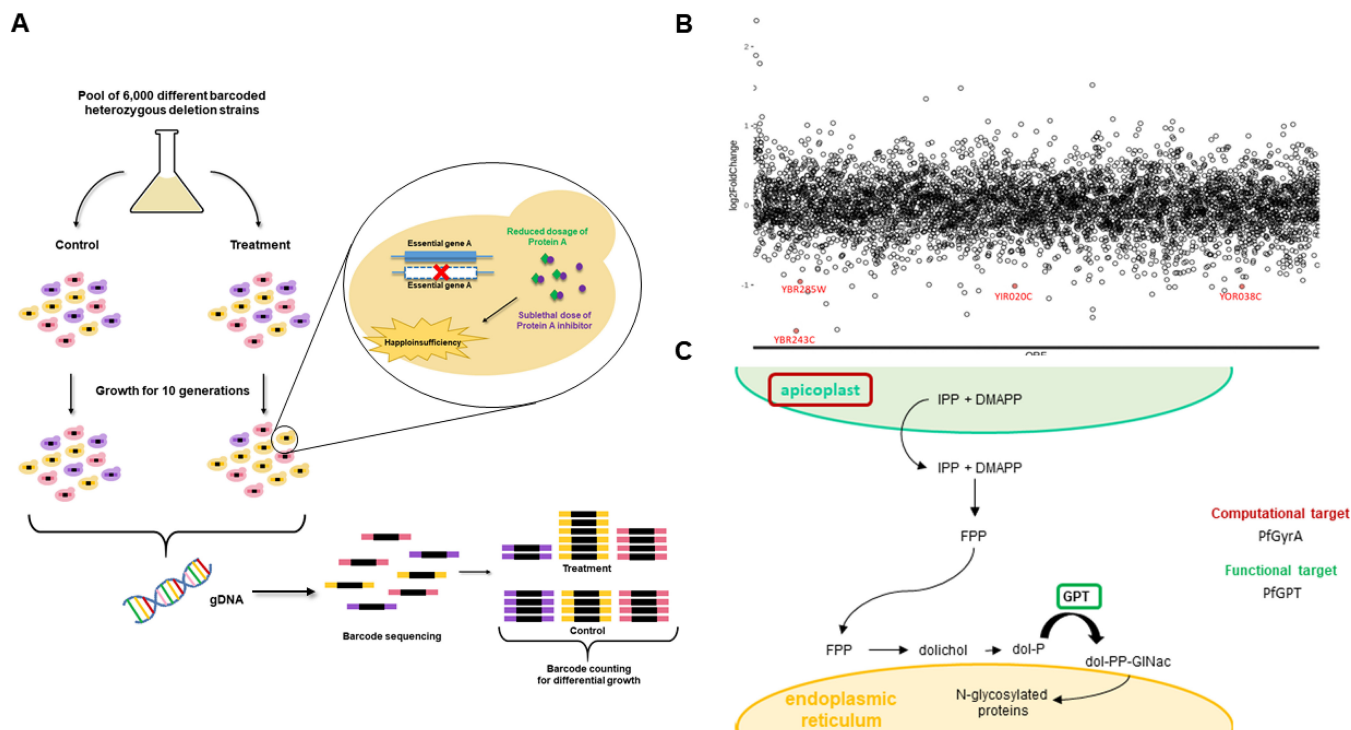 A
Pool of 6,000 different barcoded
heterozygous deletion strains
Control
Treatment
Growth for 10 generations
Essential gene A
Essential gene A
Reduced dosage of
Protein A
Sublethal dose of
Protein A inhibitor
Happloinsufficiency
gDNA
Barcode sequencing
Treatment
Control
Barcode counting
for differential growth
B
log2FoldChange
2
1
0
-1
YBR285W
YIR020C
YOR038C
YBR243C
C
apicoplast
IPP + DMAPP
IPP + DMAPP
FPP
GPT
FPP
dolichol
dol-P
dol-PP-GlNac
N-glycosylated
proteins
endoplasmic
reticulum
Computational target
PfGyrA
Functional target
PfGPT